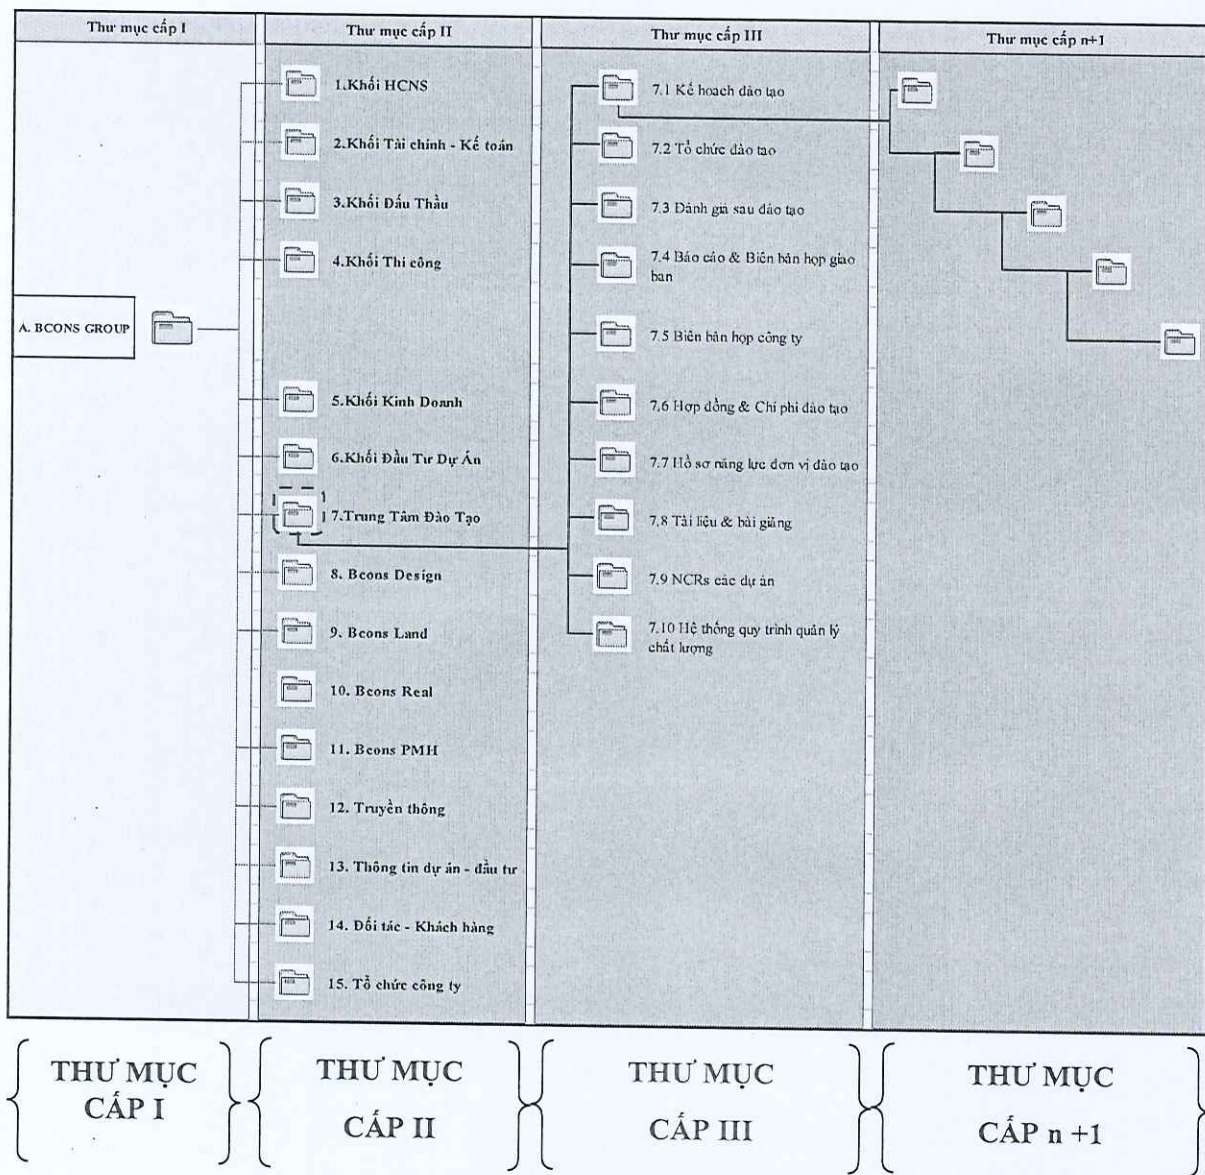 Thư mục cấp I
Thư mục cấp II
Thư mục cấp III
Thư mục cấp n+1
A. BCONS GROUP
1.Khối HCNS
2.Khối Tài chính - Kế toán
3.Khối Đấu Thầu
4.Khối Thi công
5.Khối Kinh Doanh
6.Khối Đầu Tư Dự Án
7.Trung Tâm Đào Tạo
8. Bcons Design
9. Bcons Land
10. Bcons Real
11. Bcons PMH
12. Truyền thông
13. Thông tin dự án - đầu tư
14. Đối tác - Khách hàng
15. Tổ chức công ty
7.1 Kế hoạch đào tạo
7.2 Tổ chức đào tạo
7.3 Đánh giá sau đào tạo
7.4 Báo cáo & Biên bản họp giao
ban
7.5 Biên bản họp công ty
7.6 Hợp đồng & Chi phí đào tạo
7.7 Hồ sơ năng lực đơn vị đào tạo
7.8 Tài liệu & bài giảng
7.9 NCRs các dự án
7.10 Hệ thống quy trình quản lý
chất lượng
THƯ MỤC
CẤP I
THƯ MỤC
CẤP II
THƯ MỤC
CẤP III
THƯ MỤC
CẤP n +1